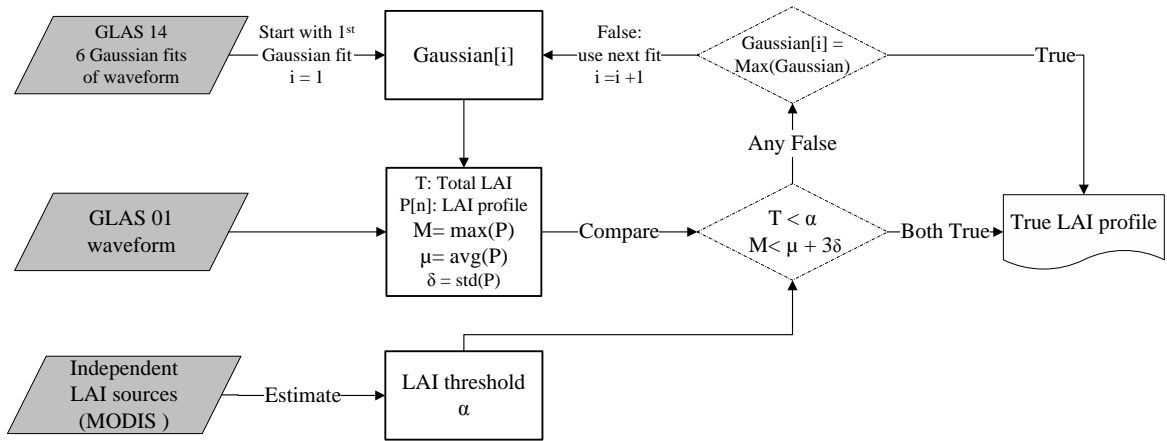 GLAS 14
6 Gaussian fits
of waveform
Start with 1st
Gaussian fit
i = 1
Gaussian[i]
False:
use next fit
i =i +1
Gaussian[i] =
Max(Gaussian)
True
Any False
GLAS 01
waveform
T: Total LAI
P[n]: LAI profile
M= max(P)
μ= avg(P)
δ = std(P)
Compare
T < α
M< μ + 3δ
Both True
True LAI profile
Independent
LAI sources
(MODIS )
Estimate
LAI threshold
α